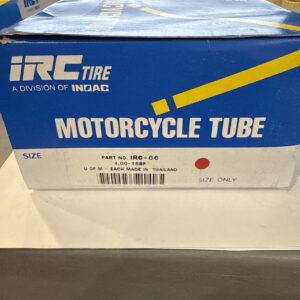 IRC TIRE
A DIVISION OF INOAC
MOTORCYCLE TUBE
SIZE
PART NO. IRC-66
4.00-18BP
U OF M - EACH MADE IN THAILAND
SIZE ONLY